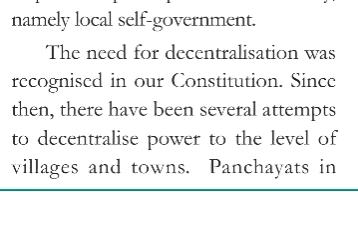 namely local self-government.
The need for decentralisation was
recognised in our Constitution. Since
then, there have been several attempts
to decentralise power to the level of
villages and towns. Panchayats in